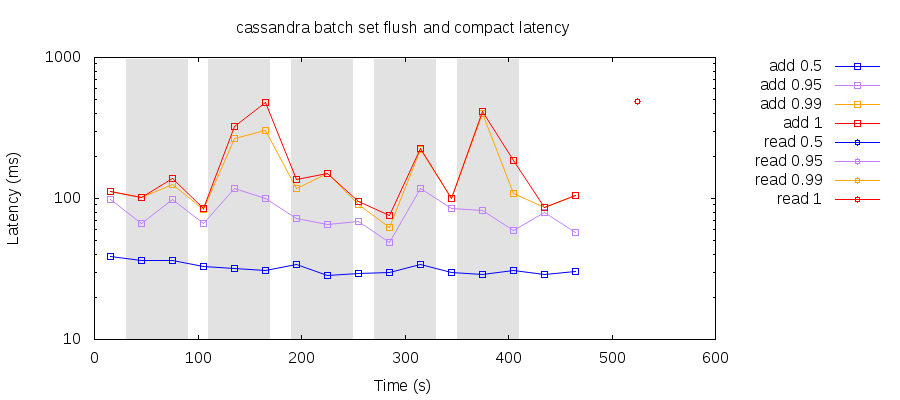 cassandra batch set flush and compact latency
1000
100
10
Latency (ms)
0 100 200 300 400 500 600
Time (s)
add 0.5
add 0.95
add 0.99
add 1
read 0.5
read 0.95
read 0.99
read 1